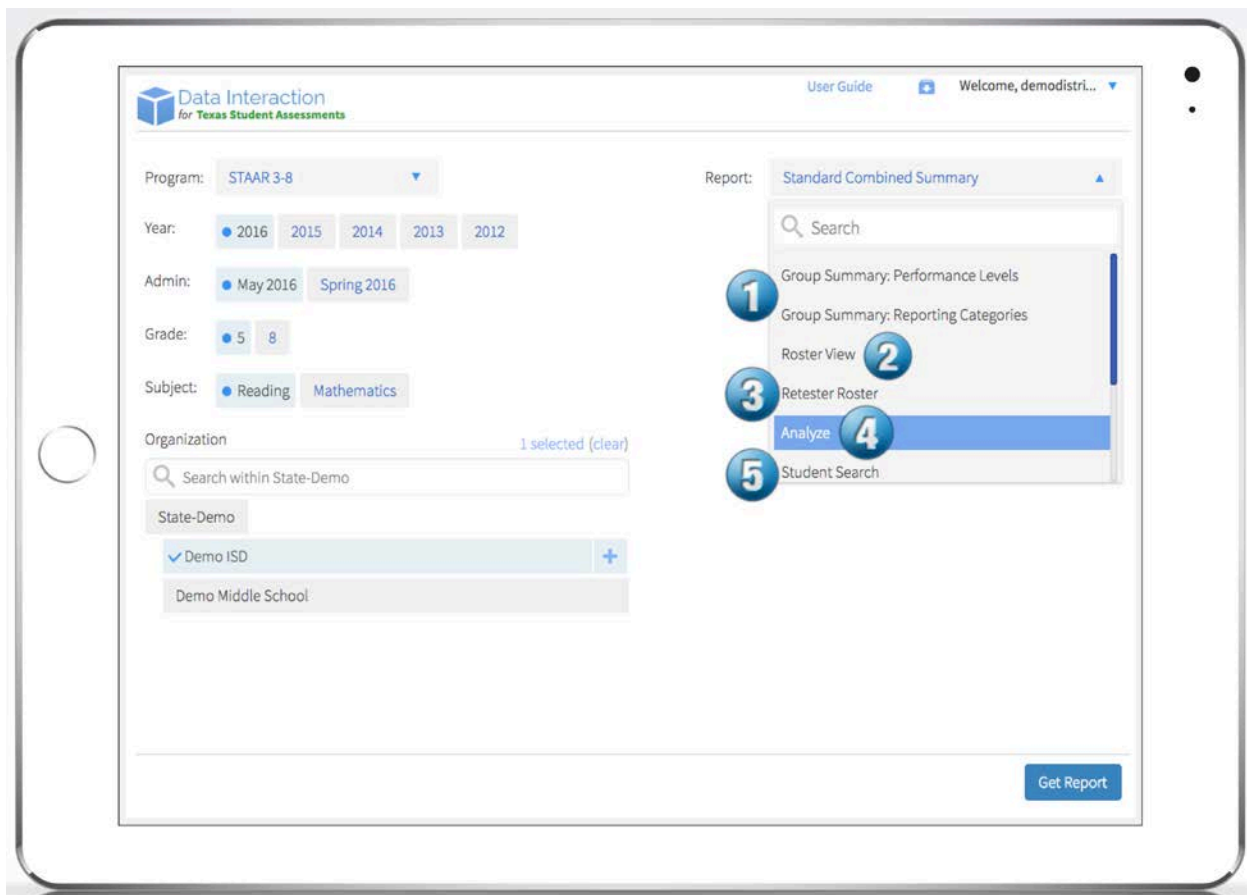 Data Interaction
for Texas Student Assessments
User Guide
Welcome, demodistri...
Program: STAAR 3-8
Report: Standard Combined Summary
Year: 2016 2015 2014 2013 2012
Search
Admin: May 2016 Spring 2016
Group Summary: Performance Levels
1
Group Summary: Reporting Categories
Grade: 5 8
Roster View 2
Subject: Reading Mathematics
3 Retester Roster
Organization 1 selected (clear)
Analyze 4
Search within State-Demo
5 Student Search
State-Demo
Demo ISD
Demo Middle School
Get Report